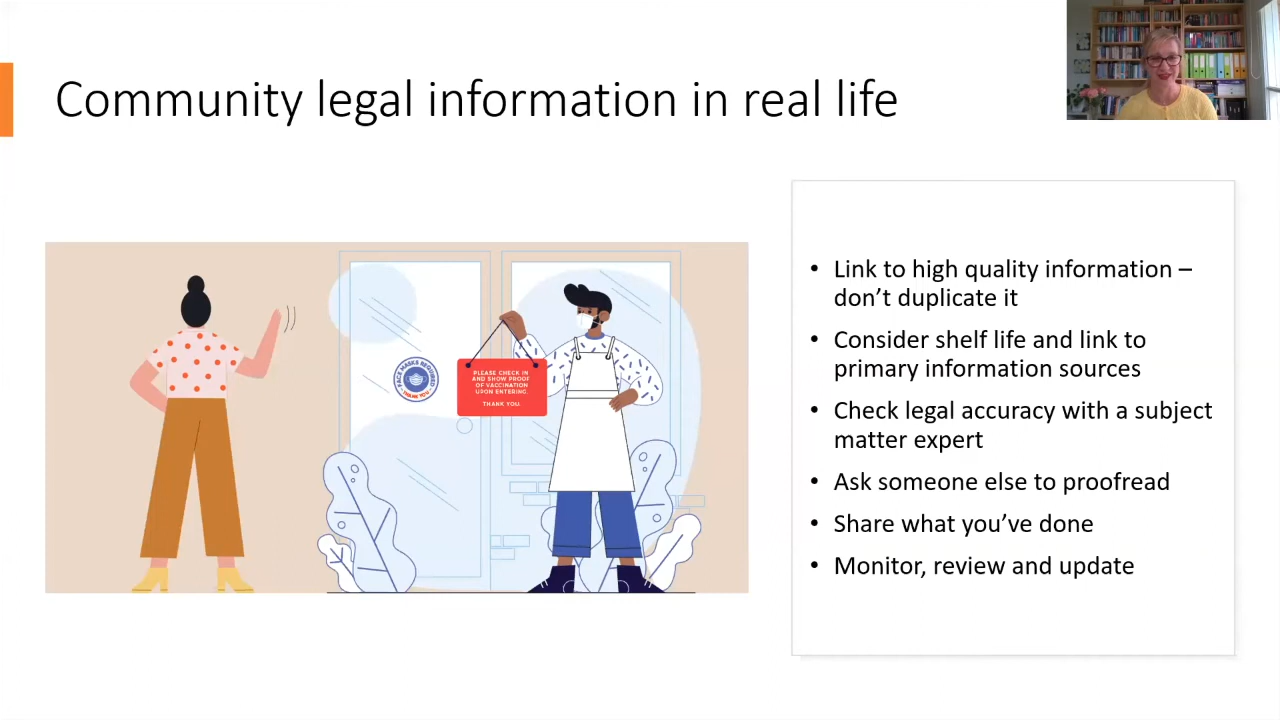 Community legal information in real life
FACE MASKS REQUIRED
THANK YOU
PLEASE CHECK IN
AND SHOW PROOF
OF VACCINATION
UPON ENTERING.
THANK YOU.
• Link to high quality information –
don’t duplicate it
• Consider shelf life and link to
primary information sources
• Check legal accuracy with a subject
matter expert
• Ask someone else to proofread
• Share what you’ve done
• Monitor, review and update